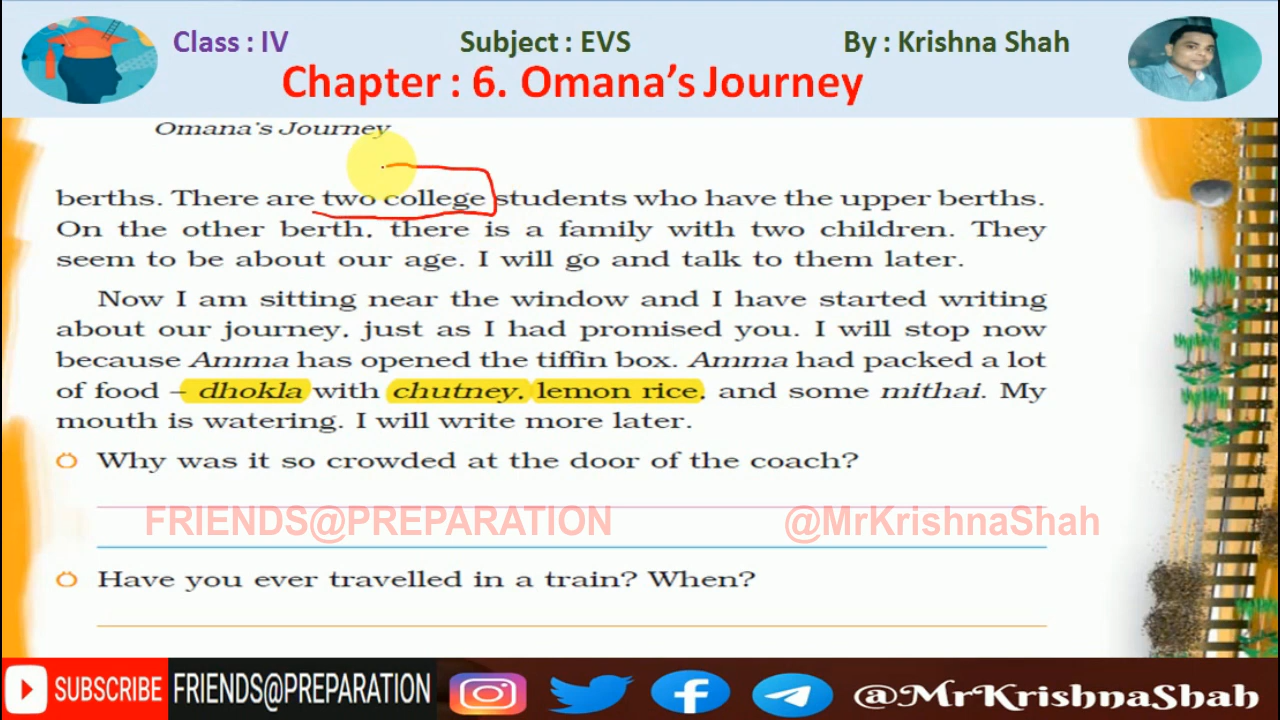 Class : IV
Subject : EVS
By : Krishna Shah
Chapter : 6. Omana's Journey
Omana's Journey
berths. There are two college students who have the upper berths.
On the other berth, there is a family with two children. They
seem to be about our age. I will go and talk to them later.
Now I am sitting near the window and I have started writing
about our journey, just as I had promised you. I will stop now
because Amma has opened the tiffin box. Amma had packed a lot
of food – dhokla with chutney, lemon rice, and some mithai. My
mouth is watering. I will write more later.
Why was it so crowded at the door of the coach?
FRIENDS@PREPARATION
@MrKrishnaShah
Have you ever travelled in a train? When?
SUBSCRIBE
FRIENDS@PREPARATION
@MrKrishnaShah